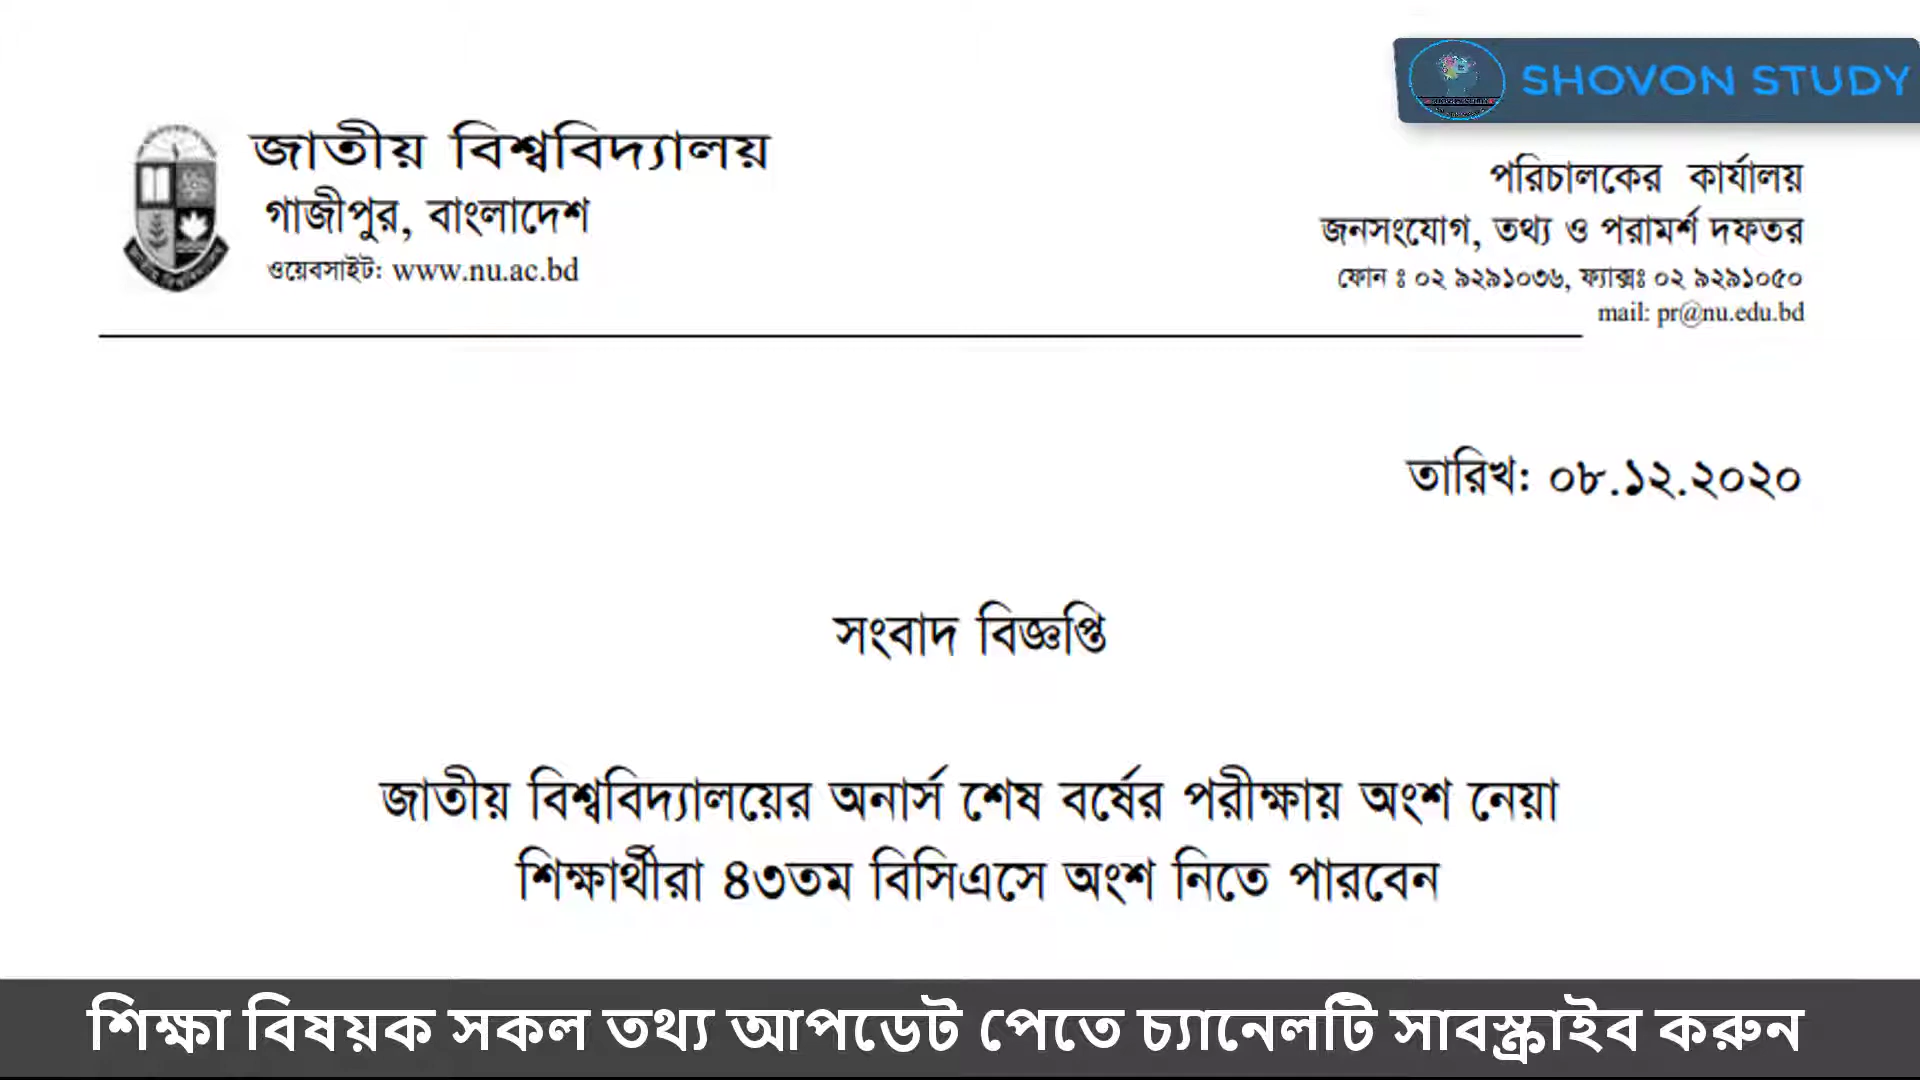 SHOVON STUDY
জাতীয় বিশ্ববিদ্যালয়
গাজীপুর, বাংলাদেশ
ওয়েবসাইট: www.nu.ac.bd
পরিচালকের কার্যালয়
জনসংযোগ, তথ্য ও পরামর্শ দফতর
ফোন ঃ ০২ ৯২৯১০৩৬, ফ্যাক্সঃ ০২ ৯২৯১০৫০
mail: pr@nu.edu.bd
তারিখ: ০৮.১২.২০২০
সংবাদ বিজ্ঞপ্তি
জাতীয় বিশ্ববিদ্যালয়ের অনার্স শেষ বর্ষের পরীক্ষায় অংশ নেয়া
শিক্ষার্থীরা ৪৩তম বিসিএসে অংশ নিতে পারবেন
শিক্ষা বিষয়ক সকল তথ্য আপডেট পেতে চ্যানেলটি সাবস্ক্রাইব করুন